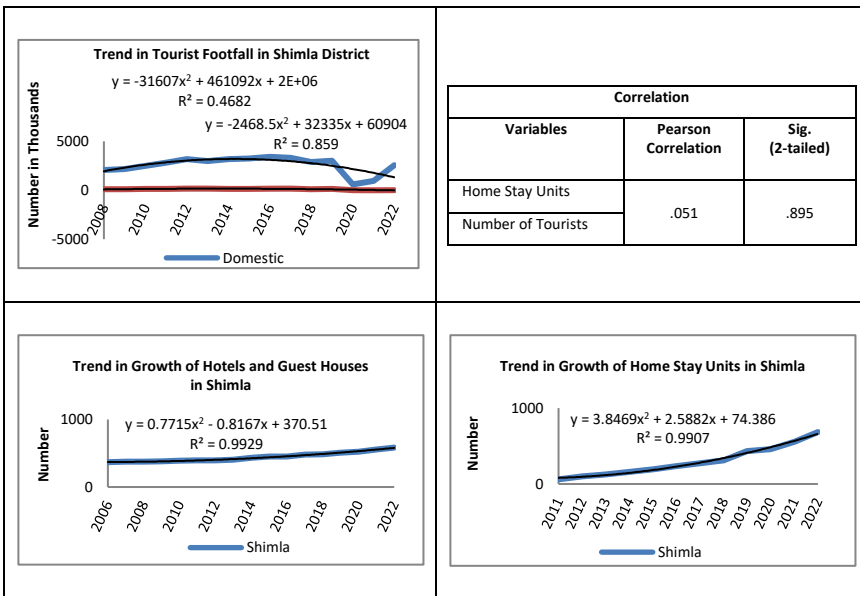 Trend in Tourist Footfall in Shimla District
y = -31607x² + 461092x + 2E+06
R² = 0.4682
y = -2468.5x² + 32335x + 60904
R² = 0.859
Number in Thousands
5000
0
-5000
2008
2010
2012
2014
2016
2018
2020
2022
Domestic
Correlation
Variables
Pearson Correlation
Sig. (2-tailed)
Home Stay Units
Number of Tourists
.051
.895
Trend in Growth of Hotels and Guest Houses
in Shimla
y = 0.7715x² - 0.8167x + 370.51
R² = 0.9929
Number
1000
0
2006
2008
2010
2012
2014
2016
2018
2020
2022
Shimla
Trend in Growth of Home Stay Units in Shimla
y = 3.8469x² + 2.5882x + 74.386
R² = 0.9907
Number
1000
0
2011
2012
2013
2014
2015
2016
2017
2018
2019
2020
2021
2022
Shimla